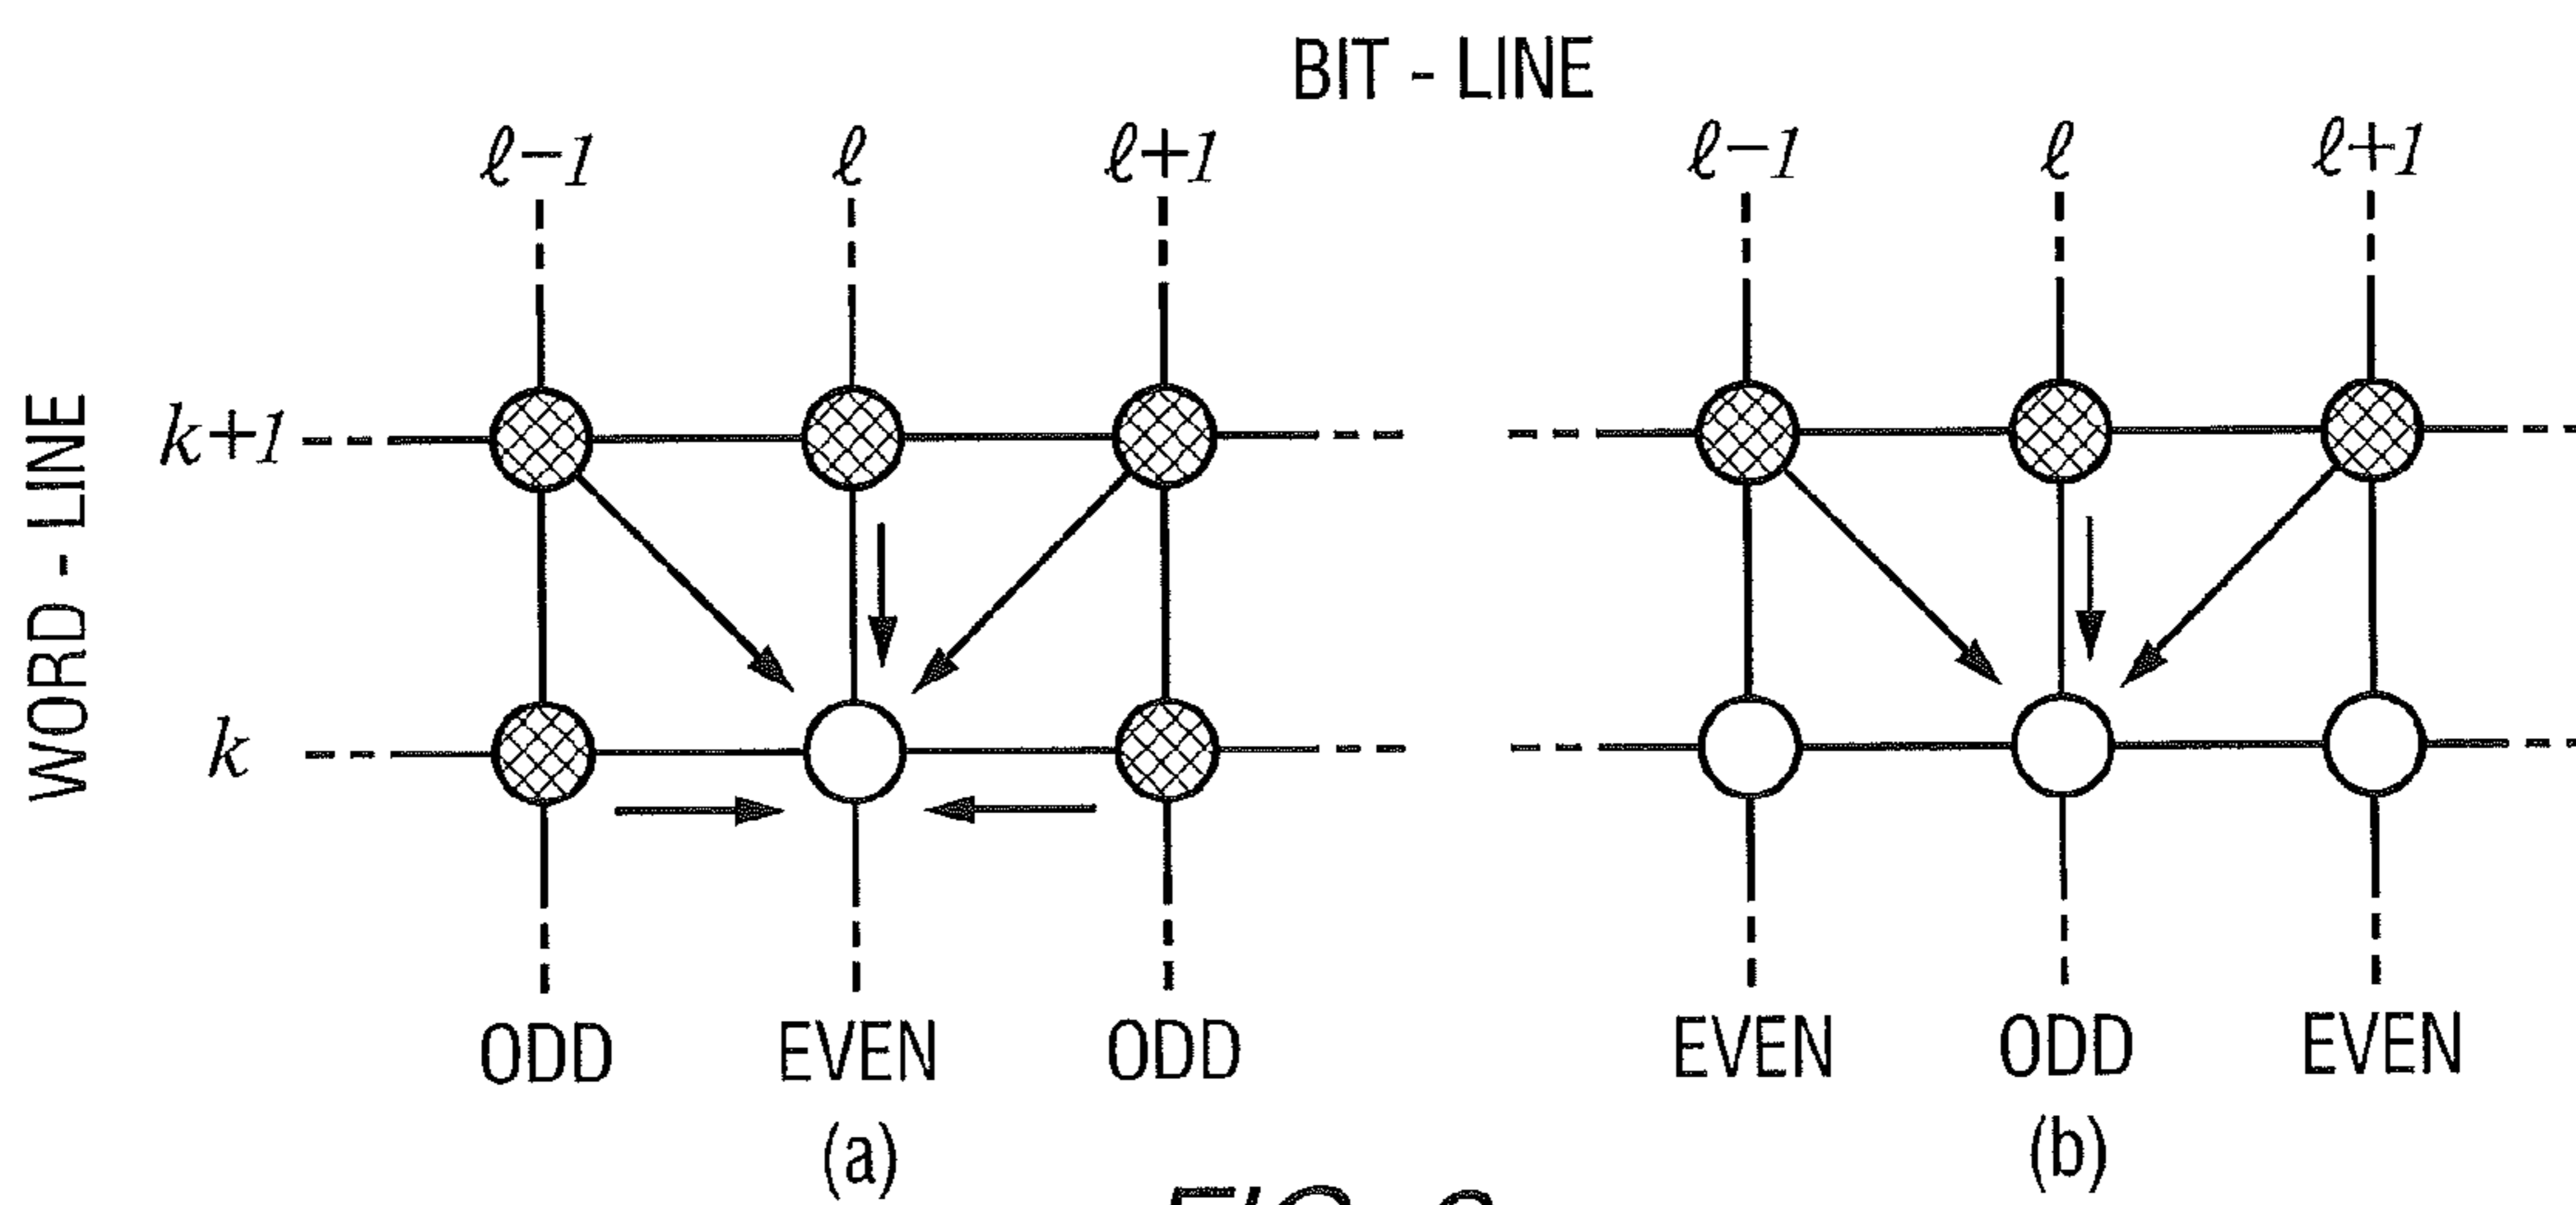 BIT - LINE
ℓ-1 ℓ ℓ+1 ℓ-1 ℓ ℓ+1
WORD - LINE
k+1
k
ODD EVEN ODD EVEN ODD EVEN
(a) (b)